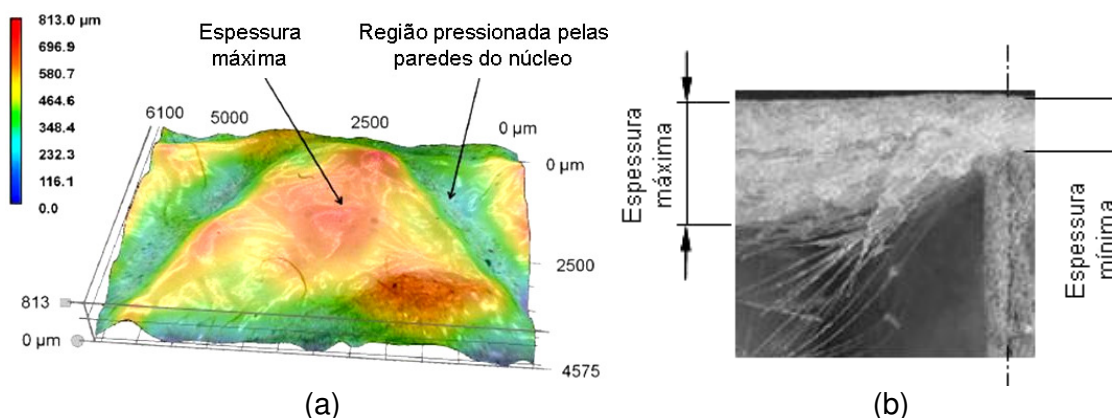 813.0 µm
696.9
580.7
464.6
348.4
232.3
116.1
0.0
Espessura
máxima
Região pressionada pelas
paredes do núcleo
6100
5000
2500
0 µm
0 µm
2500
4575
813
0 µm
(a)
Espessura
máxima
Espessura
mínima
(b)